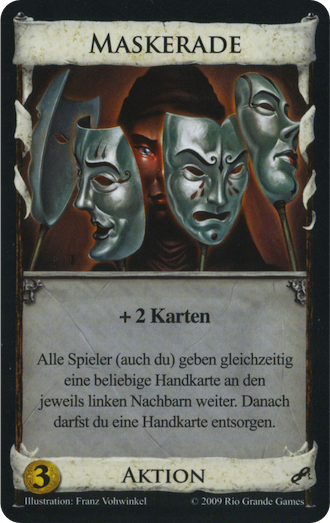 MASKERADE
+ 2 Karten
Alle Spieler (auch du) geben gleichzeitig
eine beliebige Handkarte an den
jeweils linken Nachbarn weiter. Danach
darfst du eine Handkarte entsorgen.
3
AKTION
Illustration: Franz Vohwinkel
© 2009 Rio Grande Games